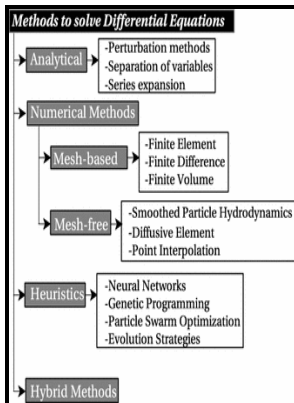 Methods to solve Differential Equations
Analytical
-Perturbation methods
-Separation of variables
-Series expansion
Numerical Methods
Mesh-based
-Finite Element
-Finite Difference
-Finite Volume
Mesh-free
-Smoothed Particle Hydrodynamics
-Diffusive Element
-Point Interpolation
Heuristics
-Neural Networks
-Genetic Programming
-Particle Swarm Optimization
-Evolution Strategies
Hybrid Methods